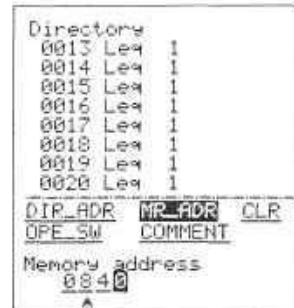 Directory
0013 Leq 1
0014 Leq 1
0015 Leq 1
0016 Leq 1
0017 Leq 1
0018 Leq 1
0019 Leq 1
0020 Leq 1
DIR_ADR MR_ADR CLR
OPE_SW COMMENT
Memory address
0840